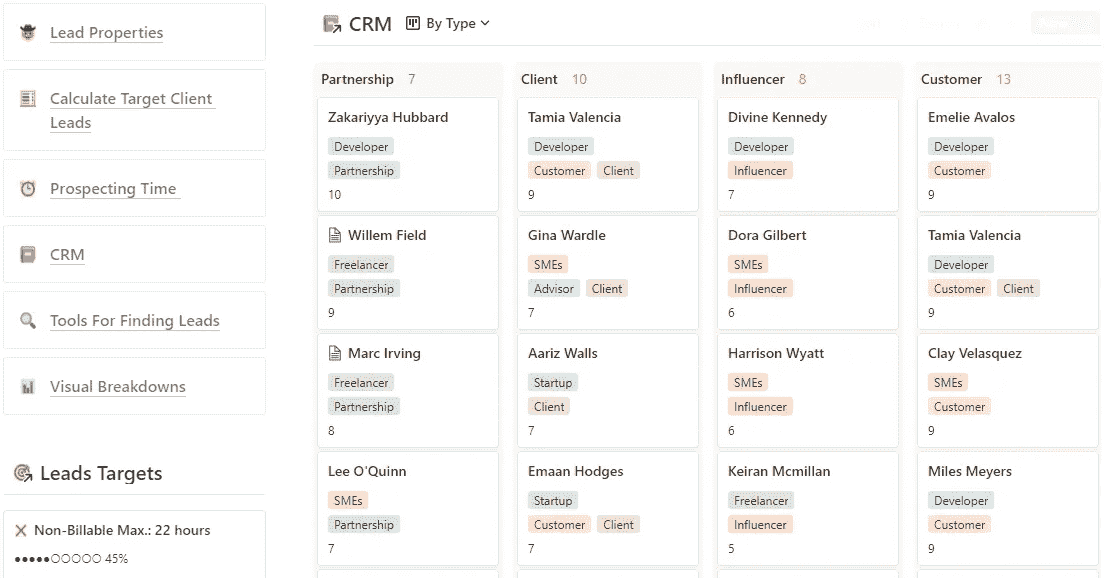 Lead Properties
Calculate Target Client
Leads
Prospecting Time
CRM
Tools For Finding Leads
Visual Breakdowns
Leads Targets
Non-Billable Max.: 22 hours
●●●●●○○○○○ 45%
CRM By Type
Partnership 7
Zakariyya Hubbard
Developer
Partnership
10
Willem Field
Freelancer
Partnership
9
Marc Irving
Freelancer
Partnership
8
Lee O'Quinn
SMEs
Partnership
7
Client 10
Tamia Valencia
Developer
Customer Client
9
Gina Wardle
SMEs
Advisor Client
7
Aariz Walls
Startup
Client
7
Emaan Hodges
Startup
Customer Client
7
Influencer 8
Divine Kennedy
Developer
Influencer
7
Dora Gilbert
SMEs
Influencer
6
Harrison Wyatt
SMEs
Influencer
6
Keiran Mcmillan
Freelancer
Influencer
5
Customer 13
Emelie Avalos
Developer
Customer
9
Tamia Valencia
Developer
Customer Client
9
Clay Velasquez
SMEs
Customer
9
Miles Meyers
Developer
Customer
9